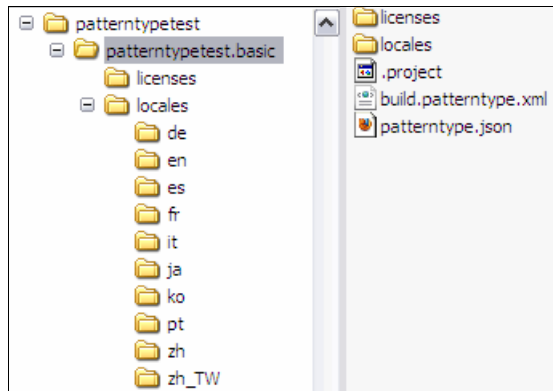 patterntypetest
patterntypetest.basic
licenses
locales
de
en
es
fr
it
ja
ko
pt
zh
zh_TW
licenses
locales
.project
build.patterntype.xml
patterntype.json